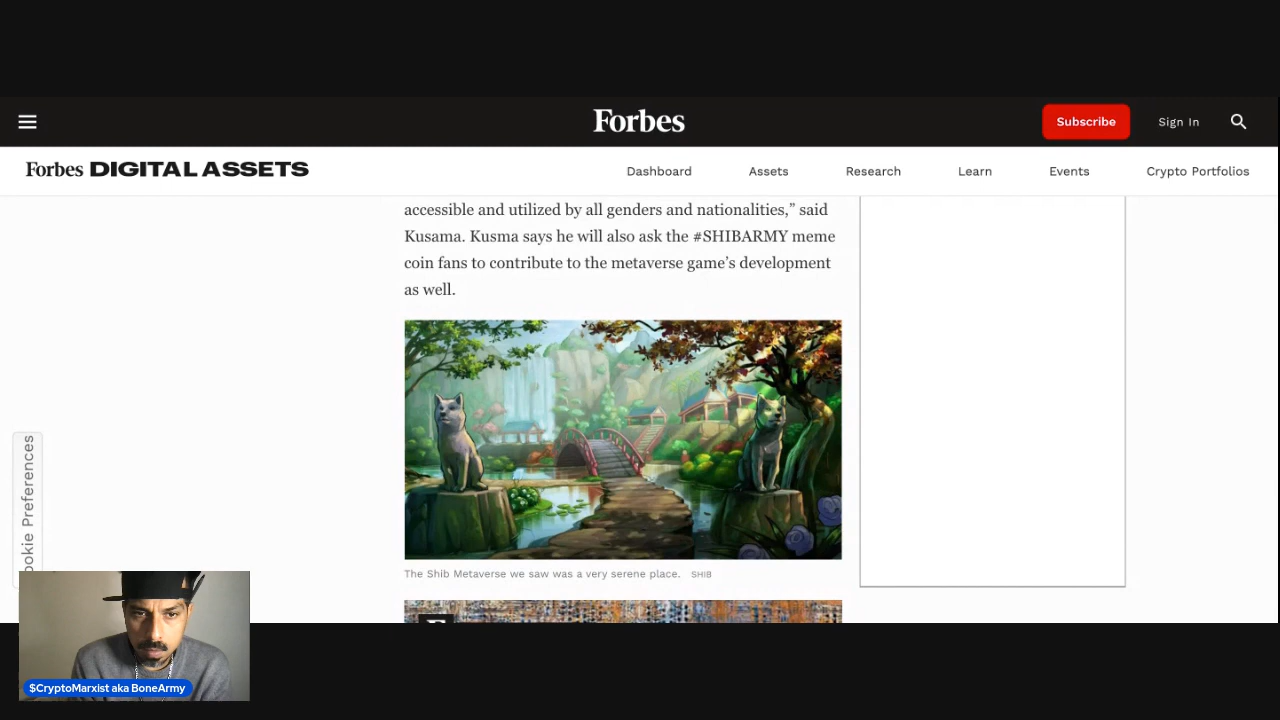 Forbes
Subscribe
Sign In
Forbes DIGITAL ASSETS
Dashboard
Assets
Research
Learn
Events
Crypto Portfolios
accessible and utilized by all genders and nationalities,” said
Kusama. Kusma says he will also ask the #SHIBARMY meme
coin fans to contribute to the metaverse game’s development
as well.
The Shib Metaverse we saw was a very serene place. SHIB
ookie Preferences
$CryptoMarxist aka BoneArmy